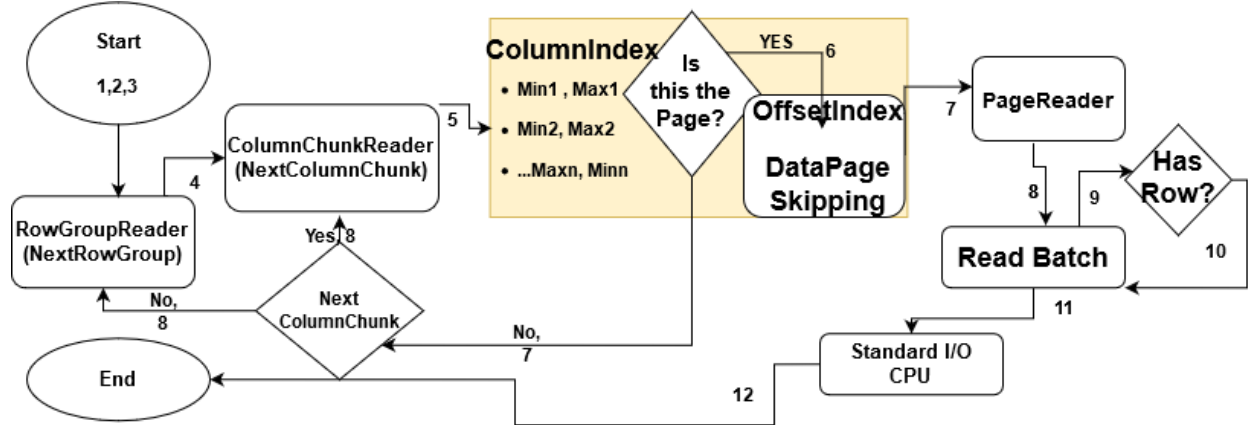 Start
1,2,3
RowGroupReader
(NextRowGroup)
4
ColumnChunkReader
(NextColumnChunk)
5
ColumnIndex
Min1 , Max1
Min2, Max2
...Maxn, Minn
Is
this the
Page?
YES
6
OffsetIndex
DataPage
Skipping
7
PageReader
8
Read Batch
9
Has
Row?
10
11
Standard I/O
CPU
12
No,
7
Next
ColumnChunk
Yes, 8
No,
8
End